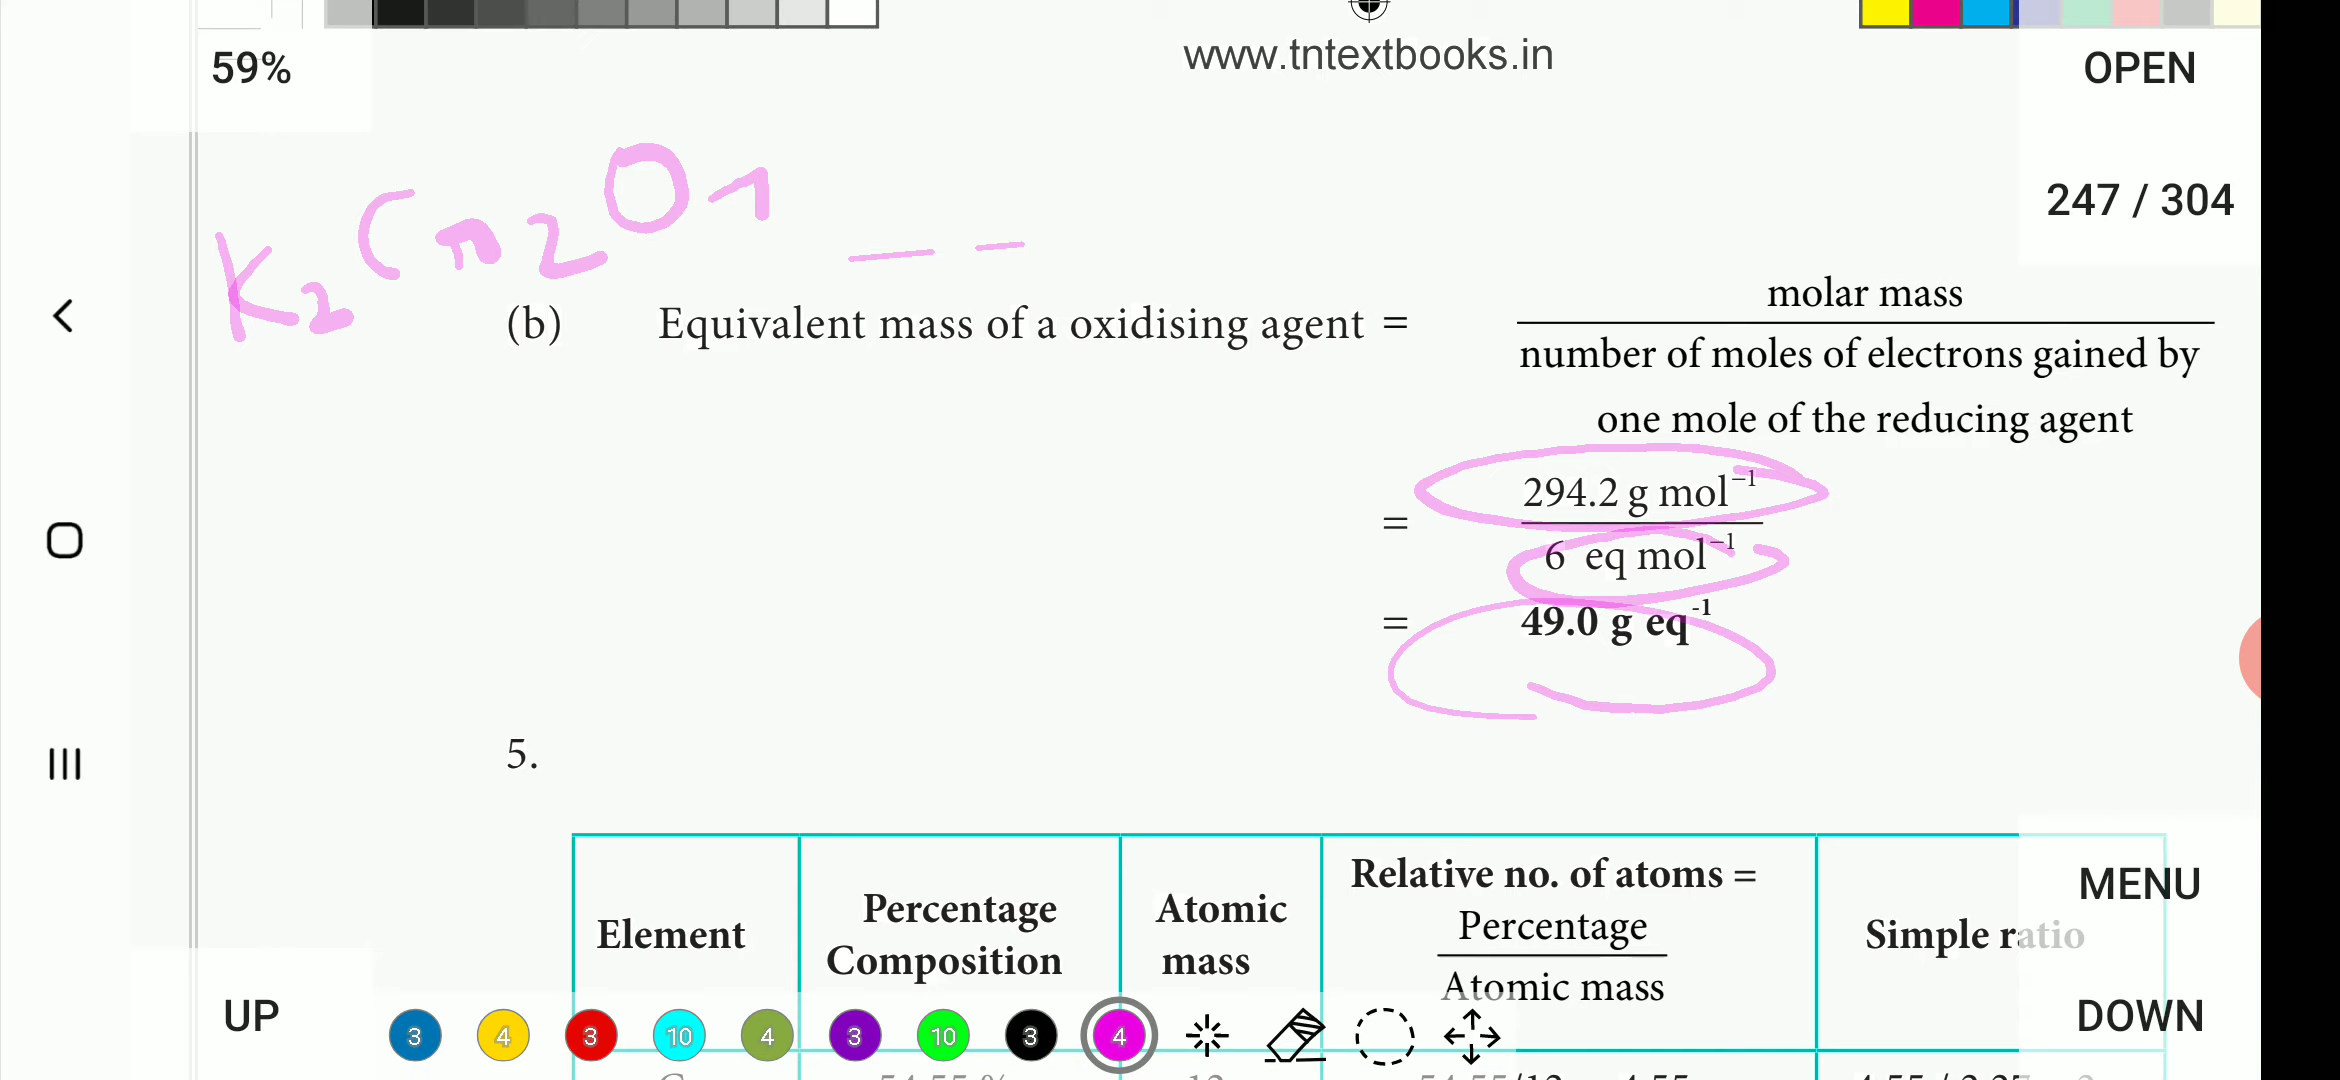 www.tntextbooks.in
59%
OPEN
247 / 304
K2Cr2O7
(b) Equivalent mass of a oxidising agent = molar mass
number of moles of electrons gained by
one mole of the reducing agent
= 294.2 g mol⁻¹
6 eq mol⁻¹
= 49.0 g eq⁻¹
5.
Element
Percentage
Composition
Atomic
mass
Relative no. of atoms =
Percentage
Atomic mass
Simple ratio
MENU
UP
DOWN
3 4 3 10 4 3 10 3 4